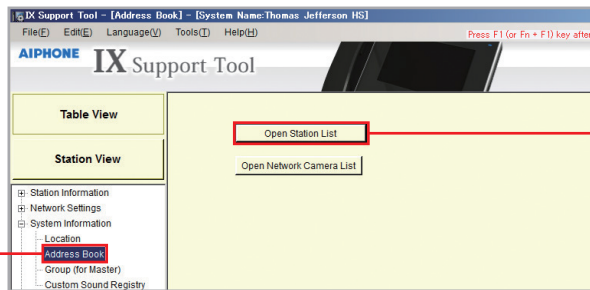 IX Support Tool - [Address Book] - [System Name:Thomas Jefferson HS]
File(F) Edit(E) Language(V) Tools(T) Help(H)
Press F1 (or Fn + F1) key after
AIPHONE IX Support Tool
Table View
Station View
Open Station List
Open Network Camera List
Station Information
Network Settings
System Information
Location
Address Book
Group (for Master)
Custom Sound Registry